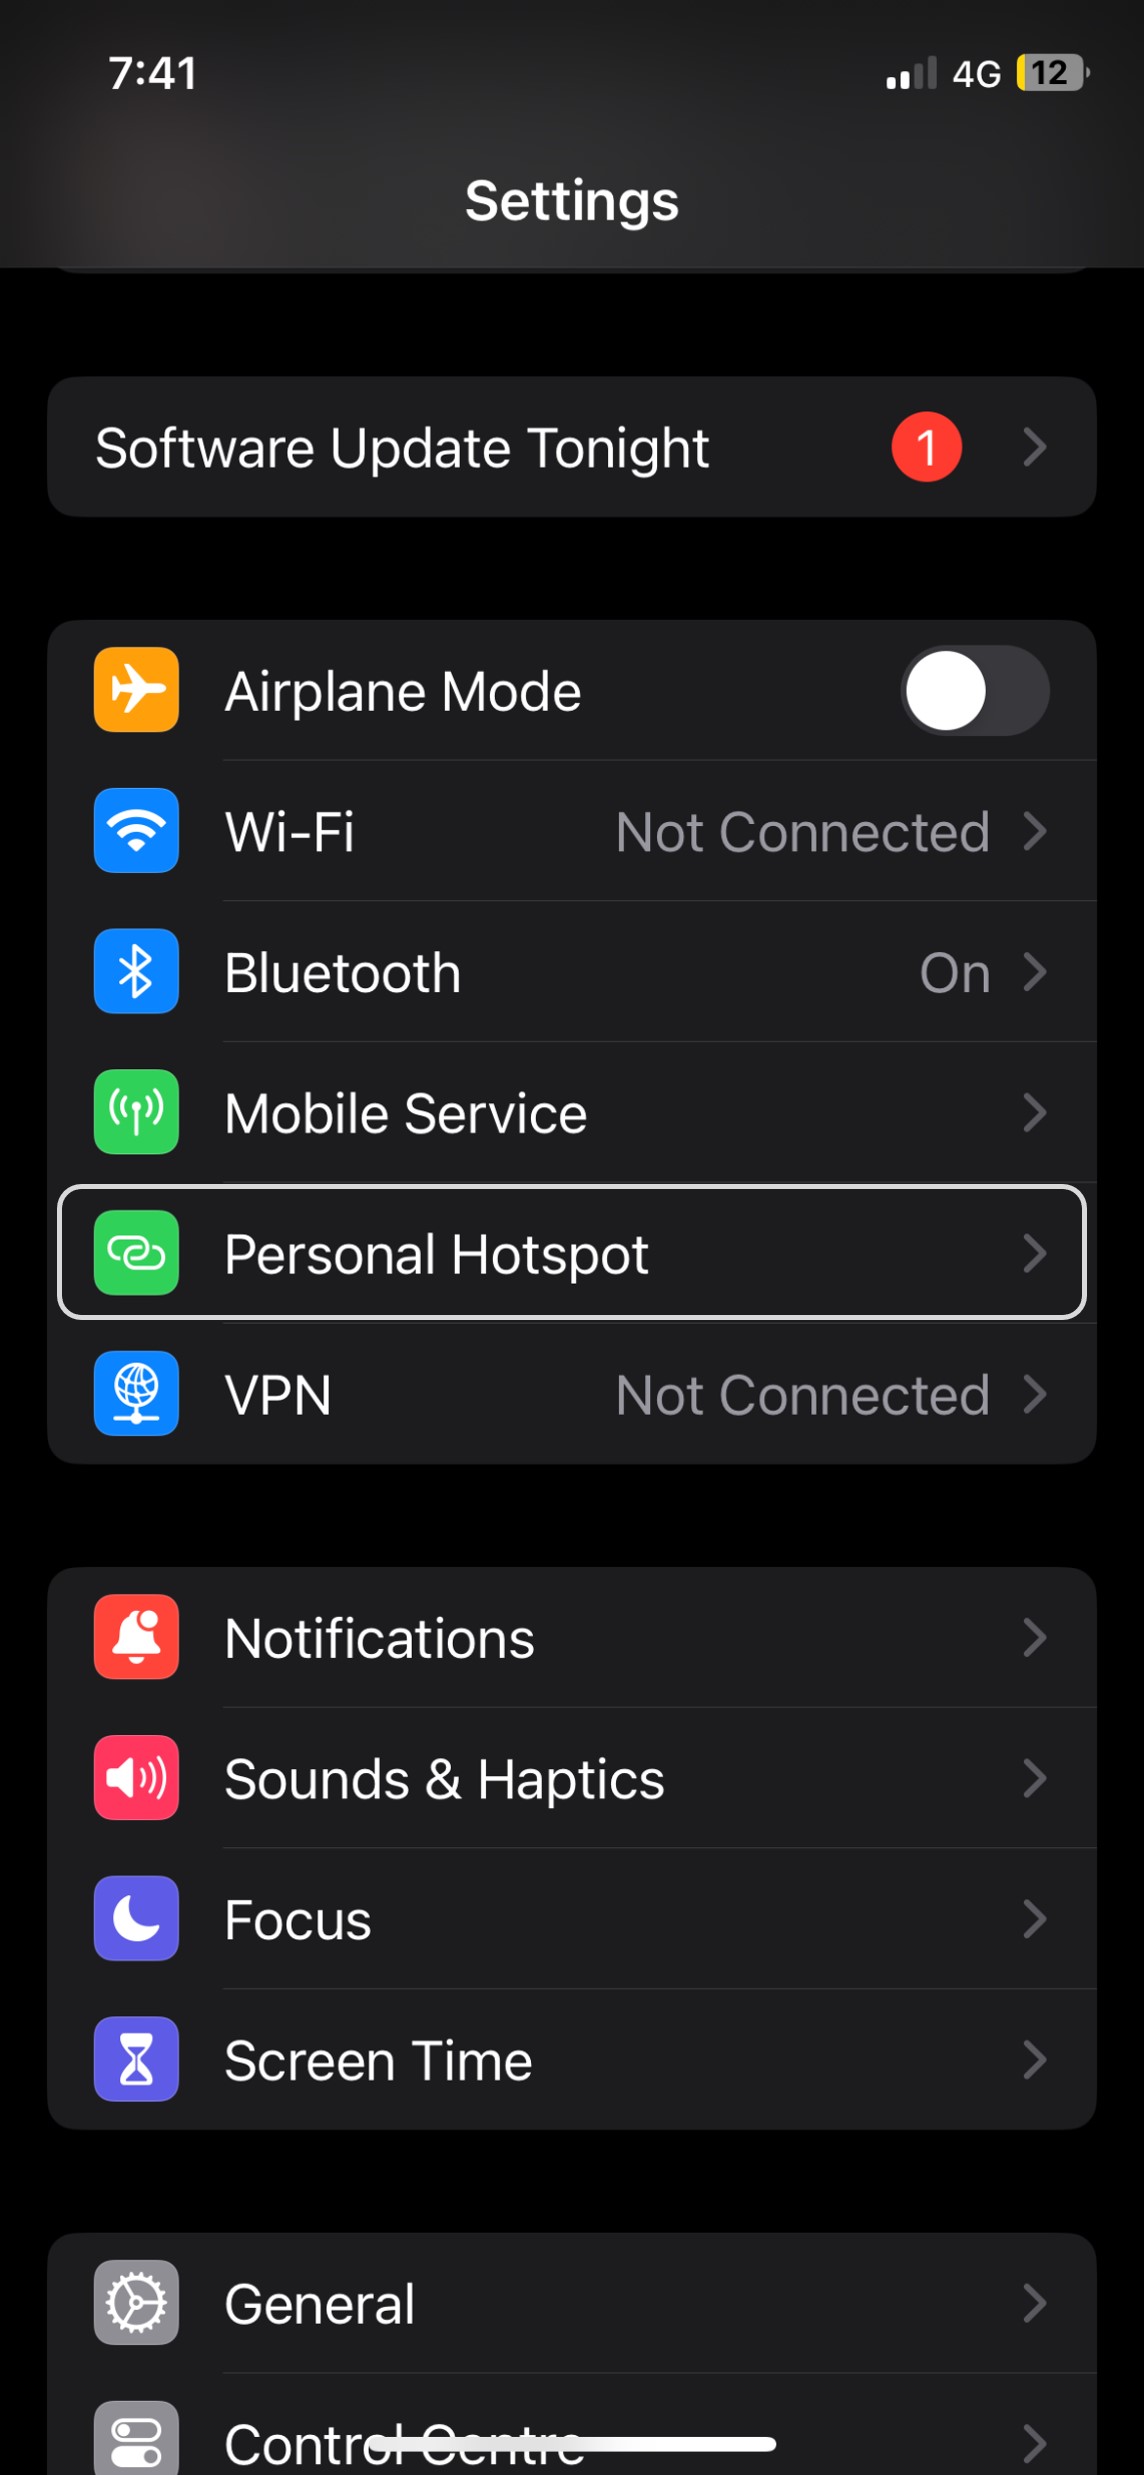 7:41
4G 12
Settings
Software Update Tonight 1
Airplane Mode
Wi-Fi Not Connected
Bluetooth On
Mobile Service
Personal Hotspot
VPN Not Connected
Notifications
Sounds & Haptics
Focus
Screen Time
General
Control Centre